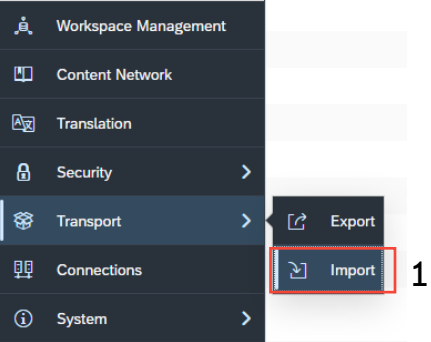 Workspace Management
Content Network
Translation
Security
Transport
Export
Import 1
Connections
System